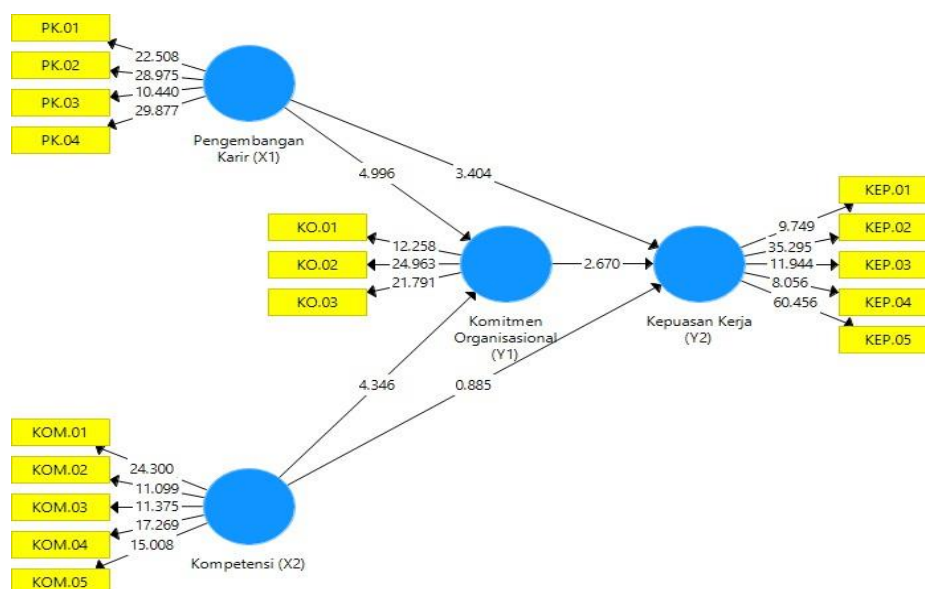 PK.01
PK.02
PK.03
PK.04
22.508
28.975
10.440
29.877
Pengembangan
Karir (X1)
4.996
3.404
KO.01
KO.02
KO.03
12.258
24.963
21.791
Komitmen
Organisasional
(Y1)
2.670
Kepuasan Kerja
(Y2)
9.749
35.295
11.944
8.056
60.456
KEP.01
KEP.02
KEP.03
KEP.04
KEP.05
4.346
0.885
KOM.01
KOM.02
KOM.03
KOM.04
KOM.05
24.300
11.099
11.375
17.269
15.008
Kompetensi (X2)